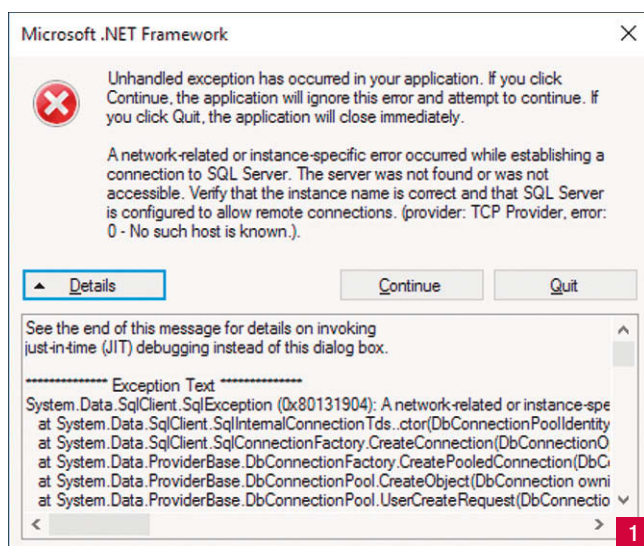 Microsoft .NET Framework
Unhandled exception has occurred in your application. If you click
Continue, the application will ignore this error and attempt to continue. If
you click Quit, the application will close immediately.
A network-related or instance-specific error occurred while establishing a
connection to SQL Server. The server was not found or was not
accessible. Verify that the instance name is correct and that SQL Server
is configured to allow remote connections. (provider: TCP Provider, error:
0 - No such host is known.).
Details
Continue
Quit
See the end of this message for details on invoking
just-in-time (JIT) debugging instead of this dialog box.
************** Exception Text **************
System.Data.SqlClient.SqlException (0x80131904): A network-related or instance-spe
at System.Data.SqlClient.SqlInternalConnectionTds..ctor(DbConnectionPoolIdentity
at System.Data.SqlClient.SqlConnectionFactory.CreateConnection(DbConnectionO
at System.Data.ProviderBase.DbConnectionFactory.CreatePooledConnection(DbC
at System.Data.ProviderBase.DbConnectionPool.CreateObject(DbConnection owni
at System.Data.ProviderBase.DbConnectionPool.UserCreateRequest(DbConnectio
1